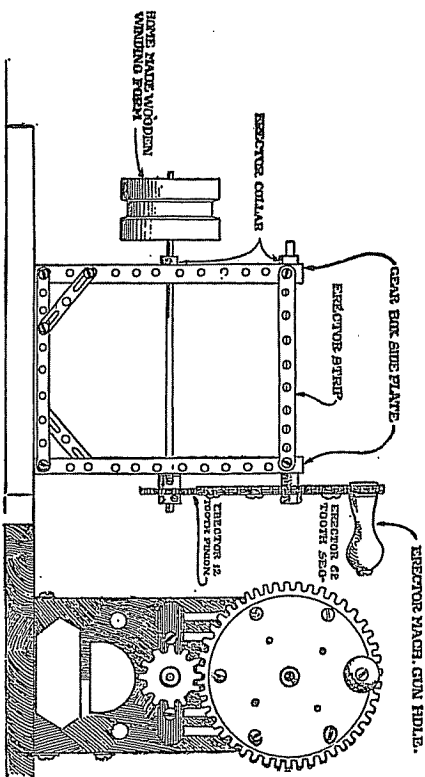 HOME MADE WOODEN
WINDING FORM
ERECTOR COLLAR
GEAR BOX SIDE PLATE
ERECTOR STRIP
ERECTOR MACH. GUN HDLE.
ERECTOR 62
TOOTH SEG-
ERECTOR 12
TOOTH PINION